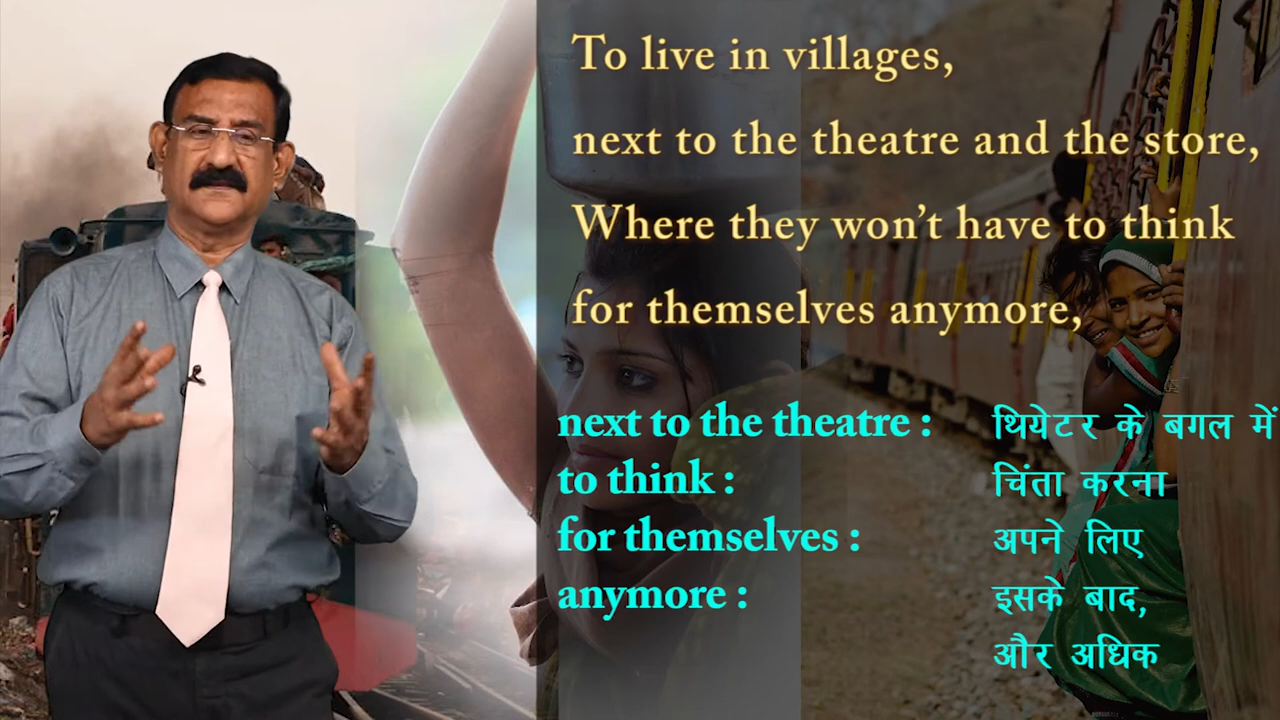 To live in villages,
next to the theatre and the store,
Where they won't have to think
for themselves anymore,
next to the theatre : थियेटर के बगल में
to think : चिंता करना
for themselves : अपने लिए
anymore : इसके बाद,
और अधिक